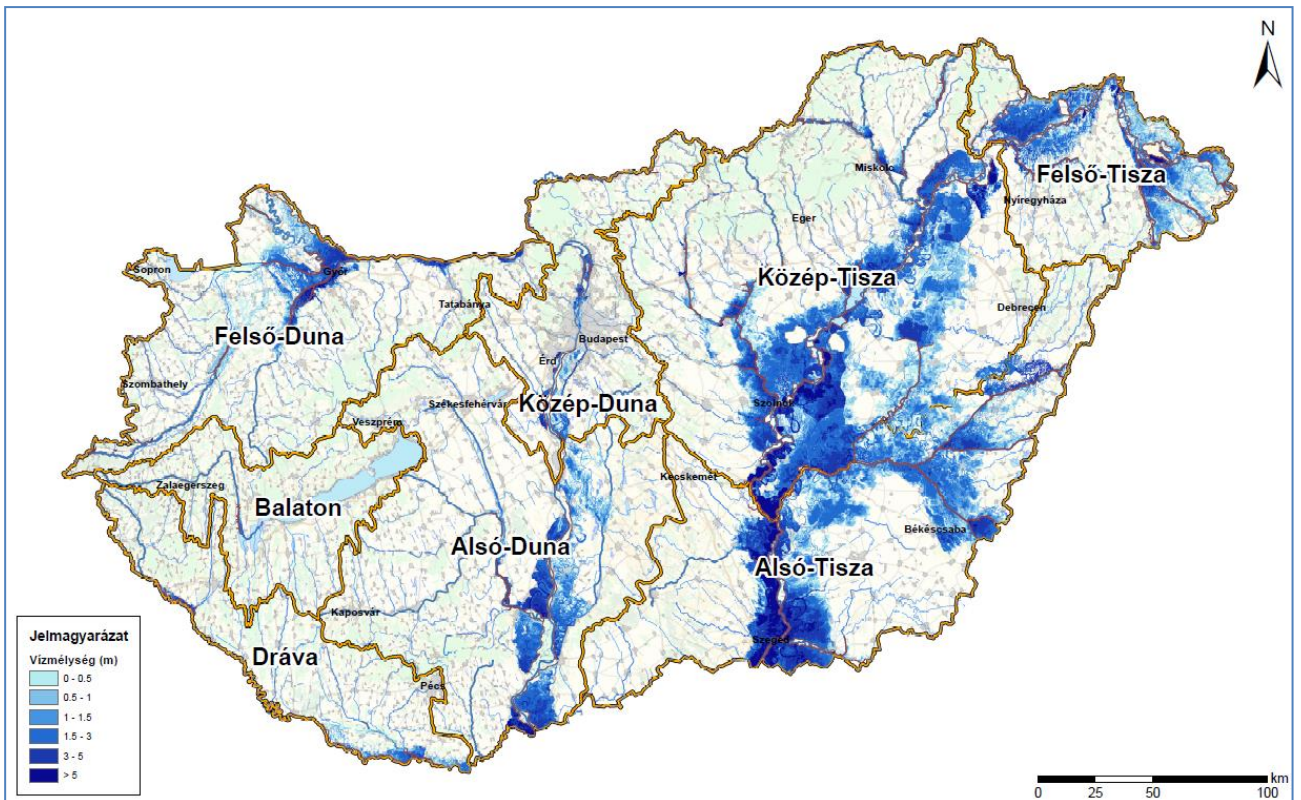 N
Miskolc
Felső-Tisza
Nyíregyháza
Eger
Sopron
Győr
Közép-Tisza
Tatabánya
Debrecen
Felső-Duna
Budapest
Érd
Szombathely
Székesfehérvár
Közép-Duna
Szolnok
Veszprém
Kecskemét
Zalaegerszeg
Balaton
Békéscsaba
Alsó-Duna
Alsó-Tisza
Kaposvár
Szeged
Dráva
Pécs
Jelmagyarázat
Vízmélység (m)
0 - 0.5
0.5 - 1
1 - 1.5
1.5 - 3
3 - 5
> 5
km
0 25 50 100